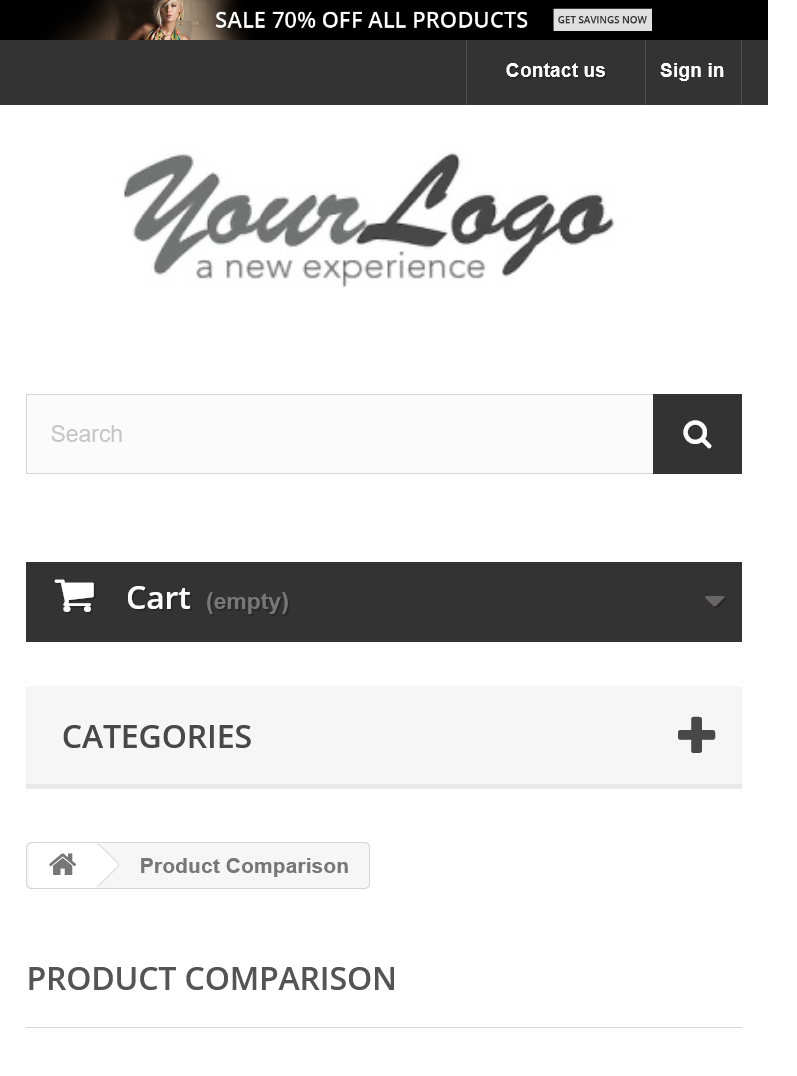 SALE 70% OFF ALL PRODUCTS GET SAVINGS NOW
Contact us Sign in
YourLogo
a new experience
Search
Cart (empty)
CATEGORIES
Product Comparison
PRODUCT COMPARISON